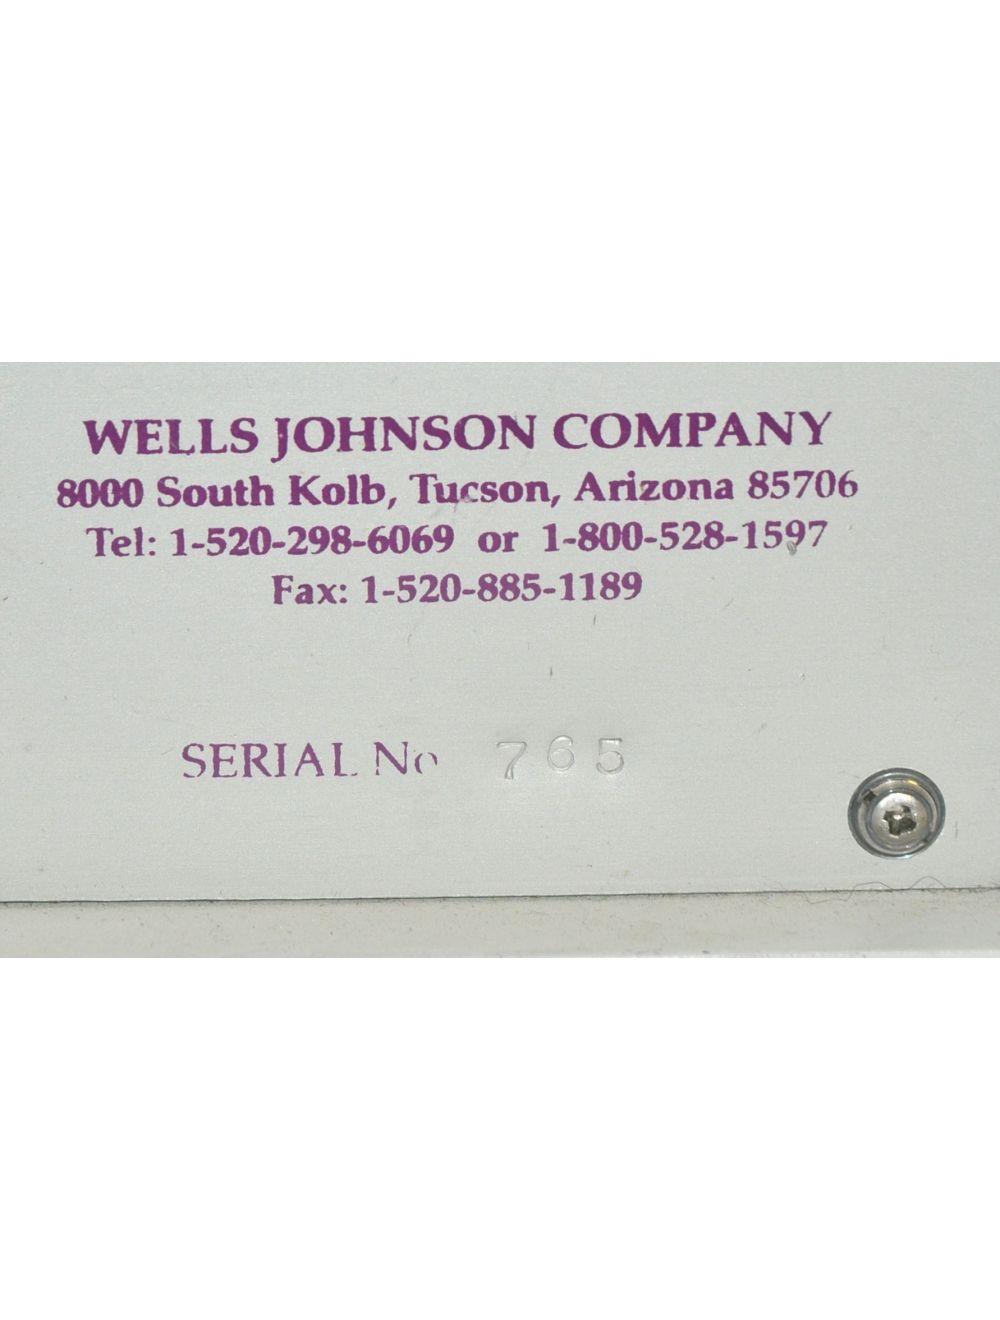 WELLS JOHNSON COMPANY
8000 South Kolb, Tucson, Arizona 85706
Tel: 1-520-298-6069 or 1-800-528-1597
Fax: 1-520-885-1189
SERIAL No 765